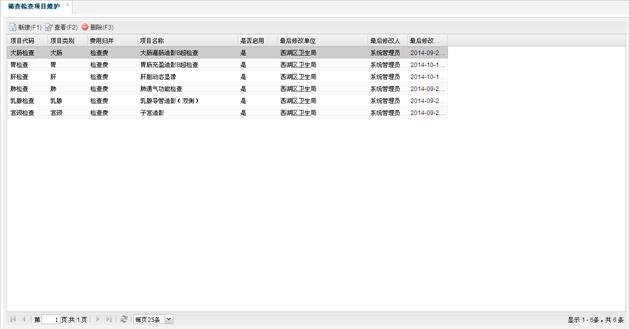 筛查检查项目维护
新建(F1) 查看(F2) 删除(F3)
项目代码 项目类别 费用归并 项目名称 是否启用 最后修改单位 最后修改人 最后修改...
大肠检查 大肠 检查费 大肠灌肠造影B超检查 是 西湖区卫生局 系统管理员 2014-09-2...
胃检查 胃 检查费 胃肠充盈造影B超检查 是 西湖区卫生局 系统管理员 2014-10-1...
肝检查 肝 检查费 肝胆动态显像 是 西湖区卫生局 系统管理员 2014-10-1...
肺检查 肺 检查费 肺通气功能检查 是 西湖区卫生局 系统管理员 2014-09-2...
乳腺检查 乳腺 检查费 乳腺导管造影(双侧) 是 西湖区卫生局 系统管理员 2014-09-2...
宫颈检查 宫颈 检查费 子宫造影 是 西湖区卫生局 系统管理员 2014-09-2...
第 1 页,共 1 页 每页25条 显示 1 - 6条,共 6 条